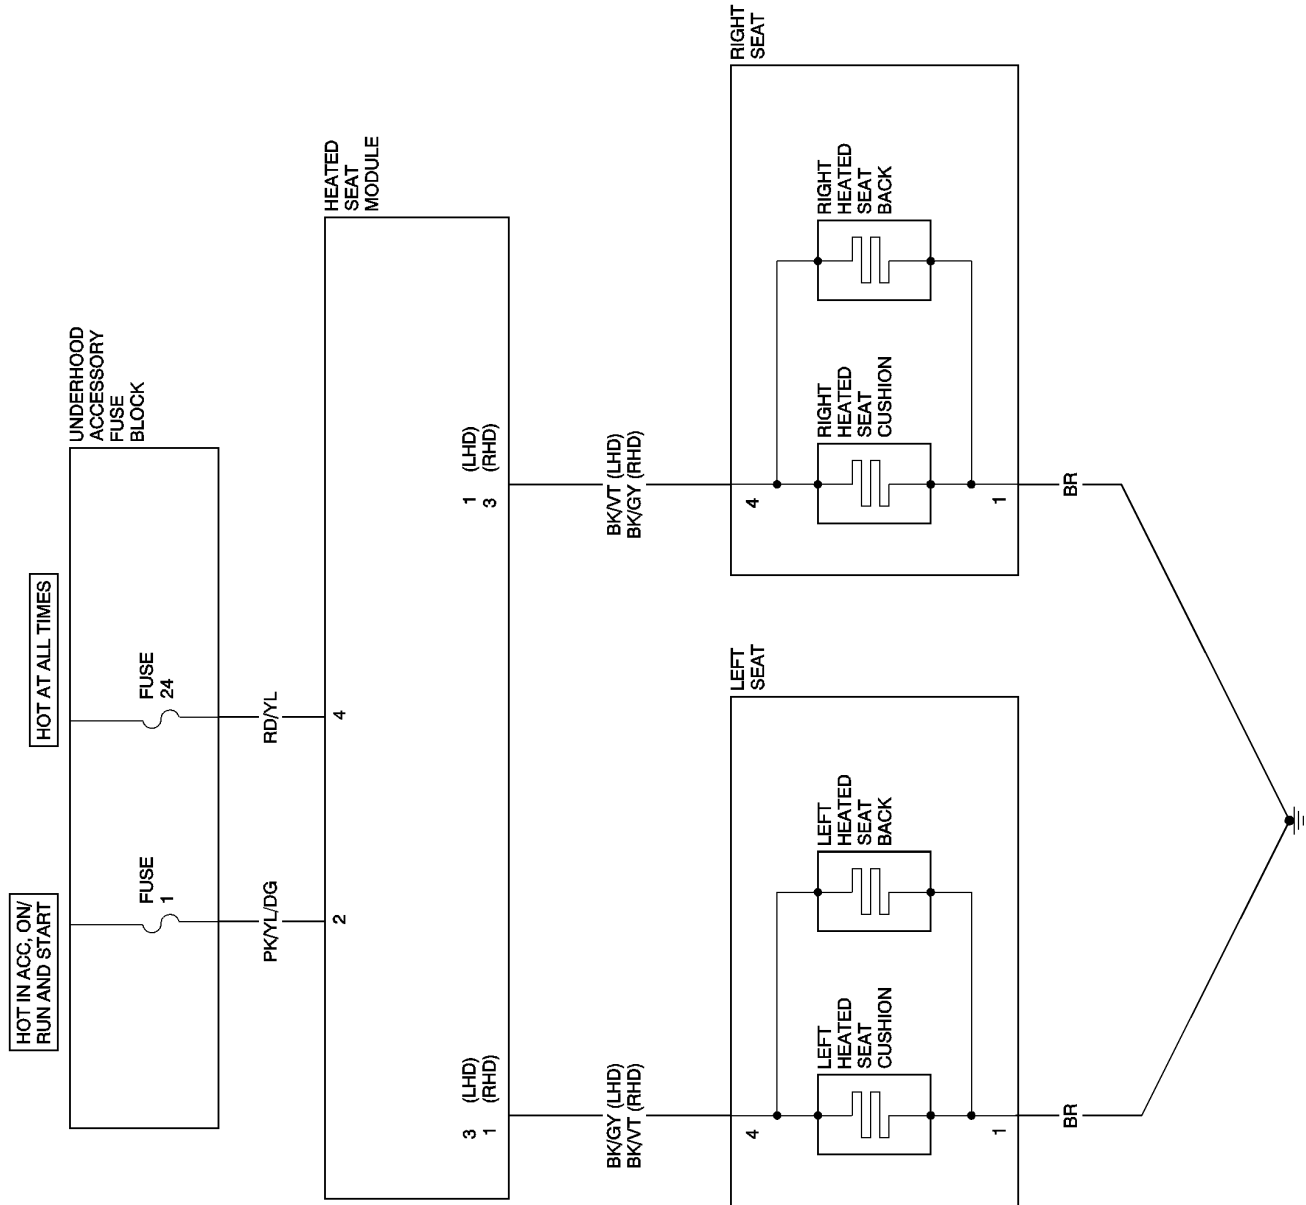 HOT IN ACC, ON/
RUN AND START
HOT AT ALL TIMES
UNDERHOOD
ACCESSORY
FUSE
BLOCK
FUSE
1
FUSE
24
PK/YL/DG
RD/YL
2
4
HEATED
SEAT
MODULE
3 (LHD)
1 (RHD)
1 (LHD)
3 (RHD)
BK/GY (LHD)
BK/VT (RHD)
BK/VT (LHD)
BK/GY (RHD)
LEFT
SEAT
4
LEFT
HEATED
SEAT
CUSHION
LEFT
HEATED
SEAT
BACK
1
BR
RIGHT
SEAT
4
RIGHT
HEATED
SEAT
CUSHION
RIGHT
HEATED
SEAT
BACK
1
BR